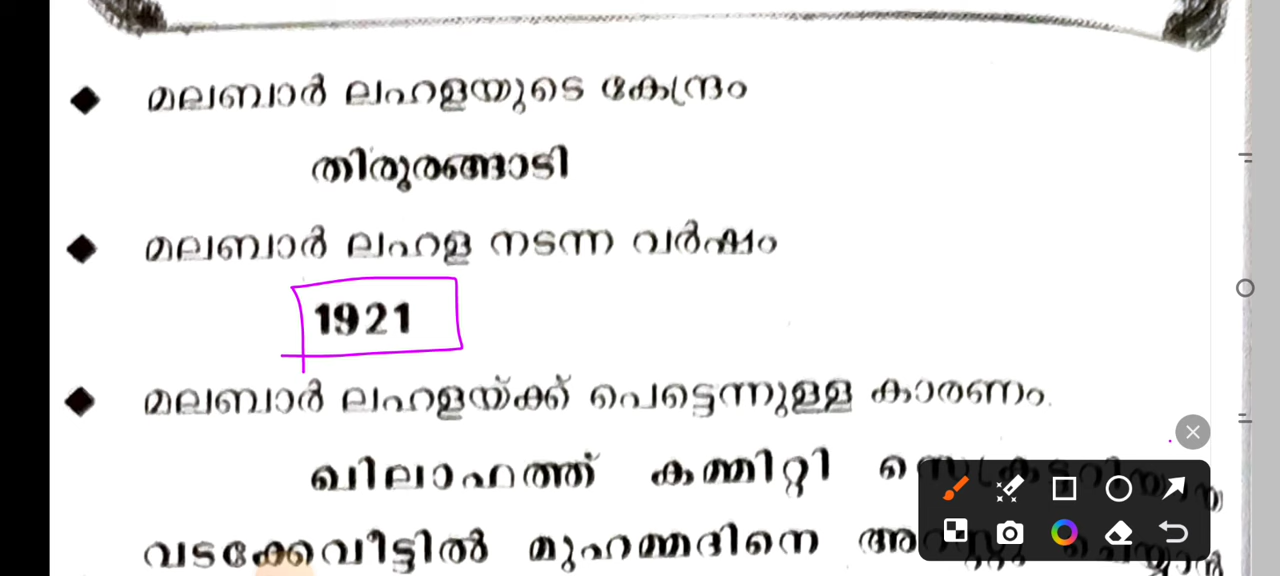 മലബാർ ലഹളയുടെ കേന്ദ്രം
തിരൂരങ്ങാടി
മലബാർ ലഹള നടന്ന വർഷം
1921
മലബാർ ലഹളയ്ക്ക് പെട്ടെന്നുള്ള കാരണം.
ഖിലാഫത്ത് കമ്മിറ്റി
വടക്കേവീട്ടിൽ മുഹമ്മദിനെ